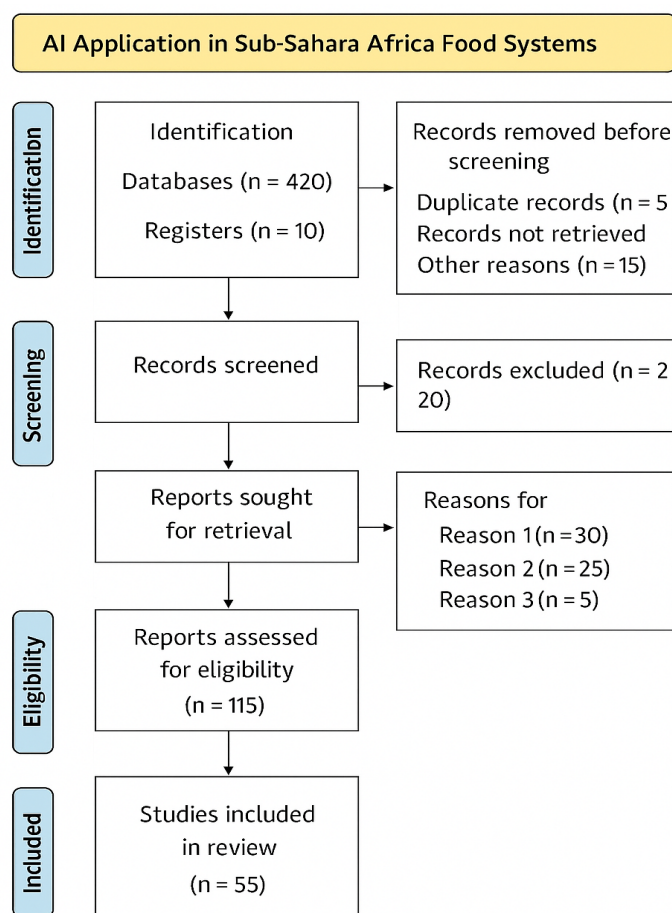 AI Application in Sub-Sahara Africa Food Systems
Identification
Identification
Databases (n = 420)
Registers (n = 10)
Records removed before
screening
Duplicate records (n = 5
Records not retrieved
Other reasons (n = 15)
Screening
Records screened
Records excluded (n = 2
20)
Reports sought
for retrieval
Reasons for
Reason 1 (n = 30)
Reason 2 (n = 25)
Reason 3 (n = 5)
Eligibility
Reports assessed
for eligibility
(n = 115)
Included
Studies included
in review
(n = 55)